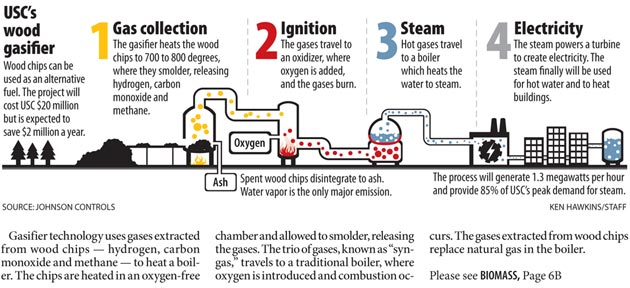 USC's
wood
gasifier
Wood chips can be
used as an alternative
fuel. The project will
cost USC $20 million
but is expected to
save $2 million a year.
1 Gas collection
The gasifier heats the wood
chips to 700 to 800 degrees,
where they smolder, releasing
hydrogen, carbon
monoxide and
methane.
2 Ignition
The gases travel to
an oxidizer, where
oxygen is added,
and the gases burn.
3 Steam
Hot gases travel
to a boiler
which heats the
water to steam.
4 Electricity
The steam powers a turbine
to create electricity. The
steam finally will be used
for hot water and to heat
buildings.
Oxygen
Ash
Spent wood chips disintegrate to ash.
Water vapor is the only major emission.
The process will generate 1.3 megawatts per hour
and provide 85% of USC's peak demand for steam.
SOURCE: JOHNSON CONTROLS
KEN HAWKINS/STAFF
Gasifier technology uses gases extracted
from wood chips — hydrogen, carbon
monoxide and methane — to heat a boil-
er. The chips are heated in an oxygen-free
chamber and allowed to smolder, releasing
the gases. The trio of gases, known as "syn-
gas," travels to a traditional boiler, where
oxygen is introduced and combustion oc-
curs. The gases extracted from wood chips
replace natural gas in the boiler.
Please see BIOMASS, Page 6B